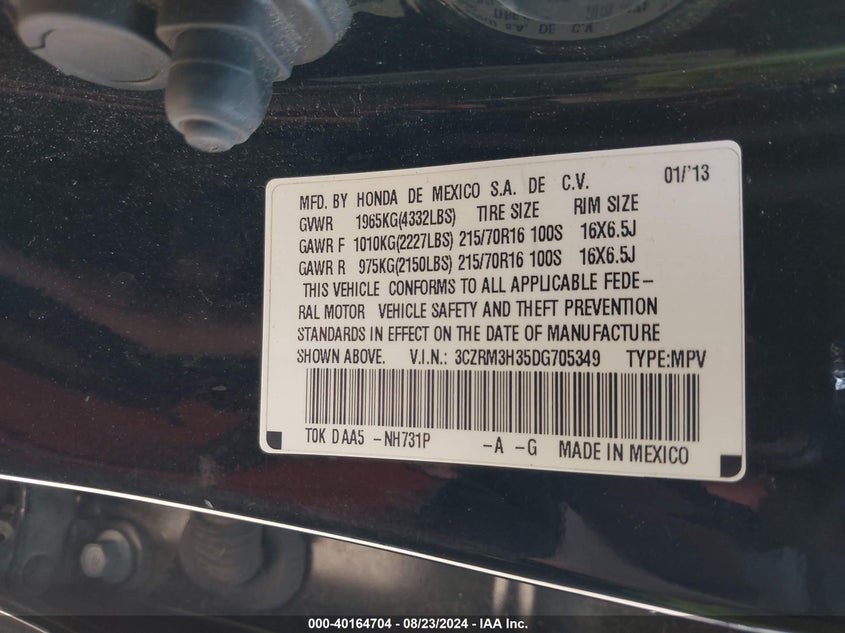 S.A. DE C.V
MFD. BY HONDA DE MEXICO S.A. DE C.V. 01/'13
GVWR 1965KG(4332LBS) TIRE SIZE RIM SIZE
GAWR F 1010KG(2227LBS) 215/70R16 100S 16X6.5J
GAWR R 975KG(2150LBS) 215/70R16 100S 16X6.5J
THIS VEHICLE CONFORMS TO ALL APPLICABLE FEDE-
RAL MOTOR VEHICLE SAFETY AND THEFT PREVENTION
STANDARDS IN EFFECT ON THE DATE OF MANUFACTURE
SHOWN ABOVE. V.I.N.: 3CZRM3H35DG705349 TYPE:MPV
T0K D AA5 -NH731P -A -G MADE IN MEXICO
000-40164704 - 08/23/2024 - IAA Inc.